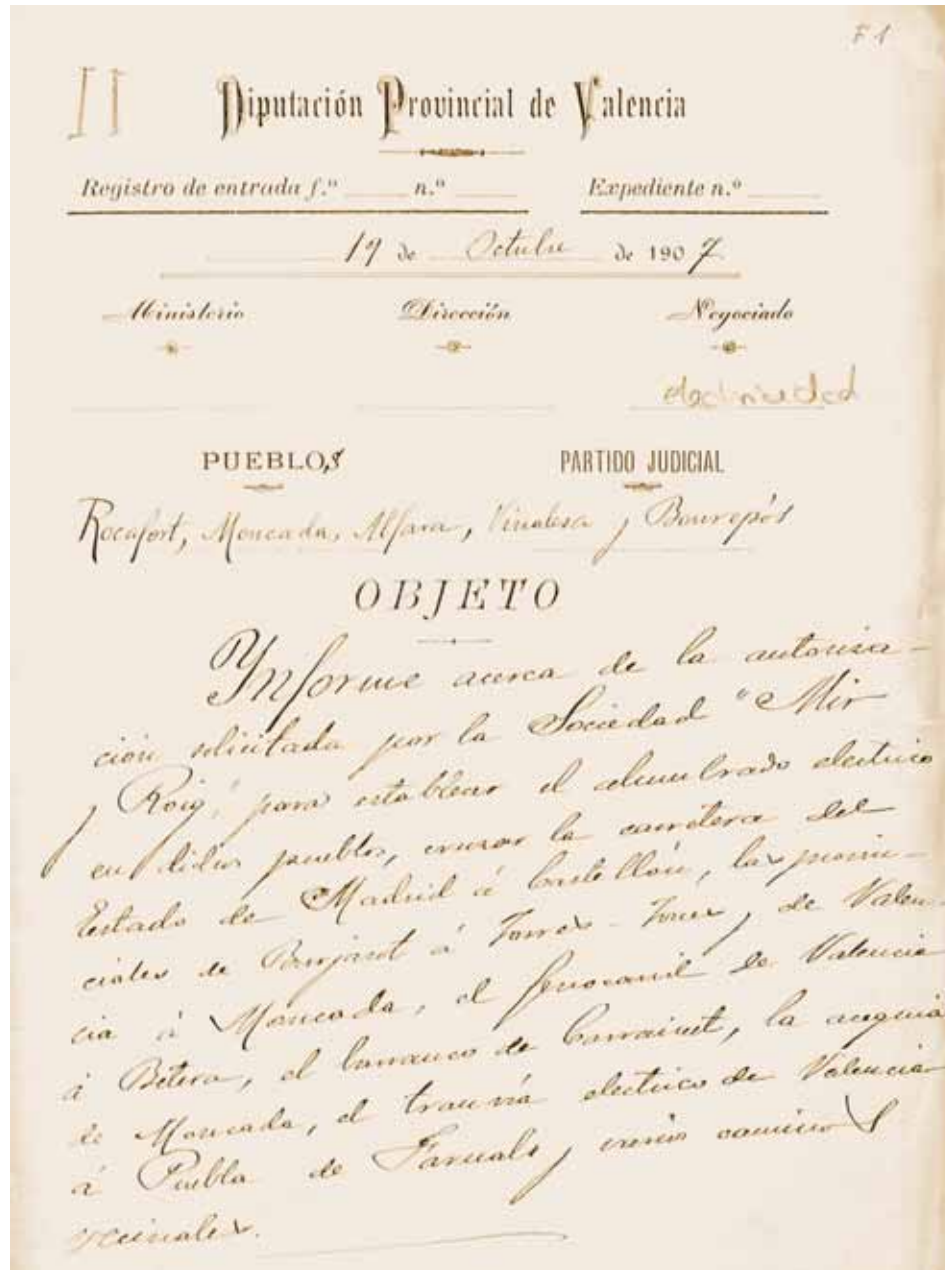 F 1
II
Diputación Provincial de Valencia
Registro de entrada f.º n.º Expediente n.º
19 de Octubre de 1907
Ministerio Dirección Negociado
electricidad
PUEBLOS PARTIDO JUDICIAL
Rocafort, Moncada, Alfara, Vinalesa y Bonrepós
OBJETO
Informe acerca de la autoriza-
ción solicitada por la Sociedad "Mir
y Roig", para establecer el alumbrado electrico
en dichos pueblos, cruzar la carretera del
Estado de Madrid á Castellón, las provin-
ciales de Burjasot á Torres-Torres y de Valen-
cia á Moncada, el ferrocarril de Valencia
á Bétera, el barranco de Carraixet, la acequia
de Moncada, el tranvía electrico de Valencia
á Puebla de Farnals y varios caminos
vecinales.